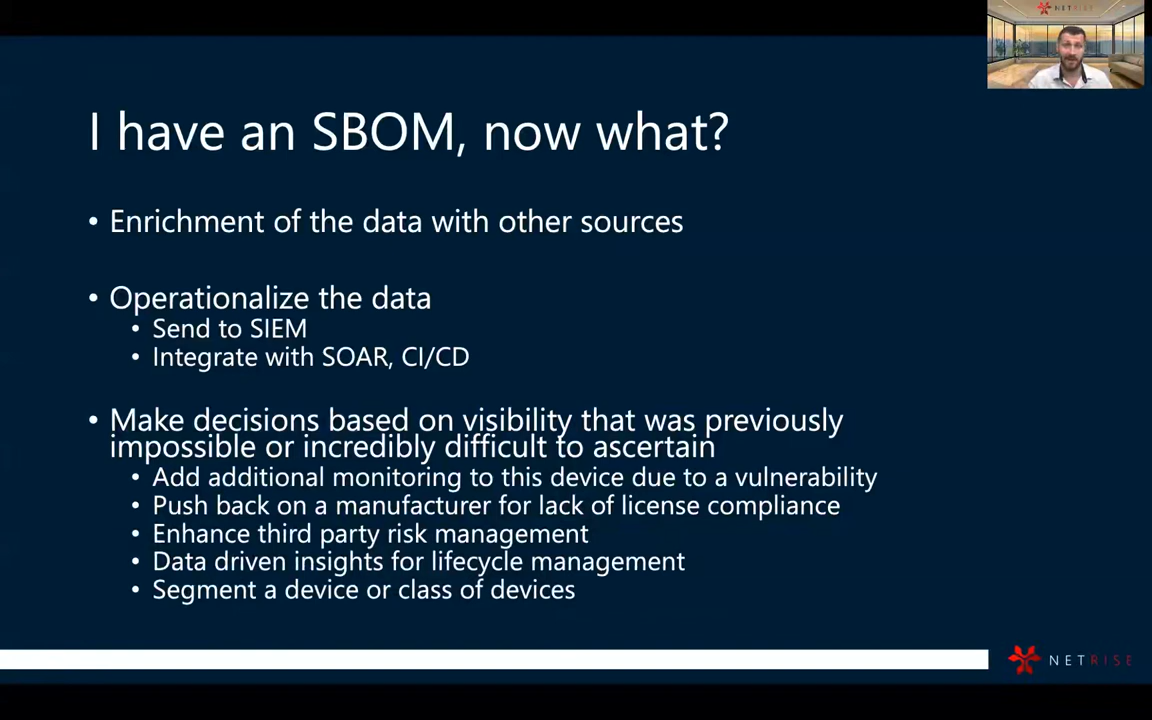 NETRISE
I have an SBOM, now what?
• Enrichment of the data with other sources
• Operationalize the data
• Send to SIEM
• Integrate with SOAR, CI/CD
• Make decisions based on visibility that was previously
impossible or incredibly difficult to ascertain
• Add additional monitoring to this device due to a vulnerability
• Push back on a manufacturer for lack of license compliance
• Enhance third party risk management
• Data driven insights for lifecycle management
• Segment a device or class of devices
NETRISE